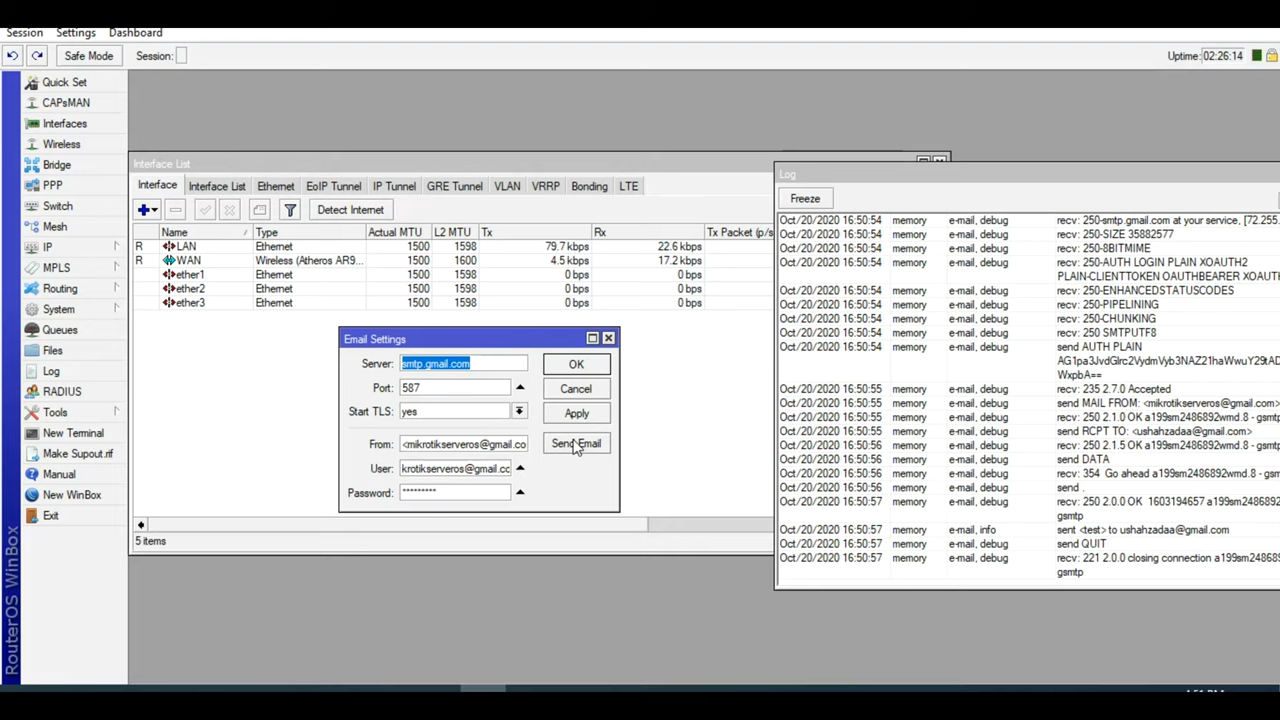 Session Settings Dashboard
Safe Mode Session: Uptime: 02:26:14
Quick Set
CAPsMAN
Interfaces
Wireless
Bridge
PPP
Switch
Mesh
IP
MPLS
Routing
System
Queues
Files
Log
RADIUS
Tools
New Terminal
Make Supout.rif
Manual
New WinBox
Exit
RouterOS WinBox
Interface List
Interface Interface List Ethernet EoIP Tunnel IP Tunnel GRE Tunnel VLAN VRRP Bonding LTE
Detect Internet
Name Type Actual MTU L2 MTU Tx Rx Tx Packet (p/s
R LAN Ethernet 1500 1598 79.7 kbps 22.6 kbps
R WAN Wireless (Atheros AR9... 1500 1600 4.5 kbps 17.2 kbps
ether1 Ethernet 1500 1598 0 bps 0 bps
ether2 Ethernet 1500 1598 0 bps 0 bps
ether3 Ethernet 1500 1598 0 bps 0 bps
5 items
Email Settings
Server: smtp.gmail.com OK
Port: 587 Cancel
Start TLS: yes Apply
From: <mikrotikserveros@gmail.co Send Email
User: krotikserveros@gmail.cc
Password: *********
Log
Freeze
Oct/20/2020 16:50:54 memory e-mail, debug recv: 250-smtp.gmail.com at your service, [72.255.
Oct/20/2020 16:50:54 memory e-mail, debug recv: 250-SIZE 35882577
Oct/20/2020 16:50:54 memory e-mail, debug recv: 250-8BITMIME
Oct/20/2020 16:50:54 memory e-mail, debug recv: 250-AUTH LOGIN PLAIN XOAUTH2
PLAIN-CLIENTTOKEN OAUTHBEARER XOAUTH
Oct/20/2020 16:50:54 memory e-mail, debug recv: 250-ENHANCEDSTATUSCODES
Oct/20/2020 16:50:54 memory e-mail, debug recv: 250-PIPELINING
Oct/20/2020 16:50:54 memory e-mail, debug recv: 250-CHUNKING
Oct/20/2020 16:50:54 memory e-mail, debug recv: 250 SMTPUTF8
Oct/20/2020 16:50:54 memory e-mail, debug send AUTH PLAIN
WxpbA==
Oct/20/2020 16:50:55 memory e-mail, debug recv: 235 2.7.0 Accepted
Oct/20/2020 16:50:55 memory e-mail, debug send MAIL FROM: <mikrotikserveros@gmail.com>
Oct/20/2020 16:50:55 memory e-mail, debug recv: 250 2.1.0 OK a199sm2486892wmd.8 - gsmt
Oct/20/2020 16:50:55 memory e-mail, debug send RCPT TO: <ushahzadaa@gmail.com>
Oct/20/2020 16:50:56 memory e-mail, debug recv: 250 2.1.5 OK a199sm2486892wmd.8 - gsmt
Oct/20/2020 16:50:56 memory e-mail, debug send DATA
Oct/20/2020 16:50:56 memory e-mail, debug recv: 354 Go ahead a199sm2486892wmd.8 - gsm
Oct/20/2020 16:50:56 memory e-mail, debug send .
Oct/20/2020 16:50:57 memory e-mail, debug recv: 250 2.0.0 OK 1603194657 a199sm2486892
gsmtp
Oct/20/2020 16:50:57 memory e-mail, info sent <test> to ushahzadaa@gmail.com
Oct/20/2020 16:50:57 memory e-mail, debug send QUIT
Oct/20/2020 16:50:57 memory e-mail, debug recv: 221 2.0.0 closing connection a199sm24868
gsmtp